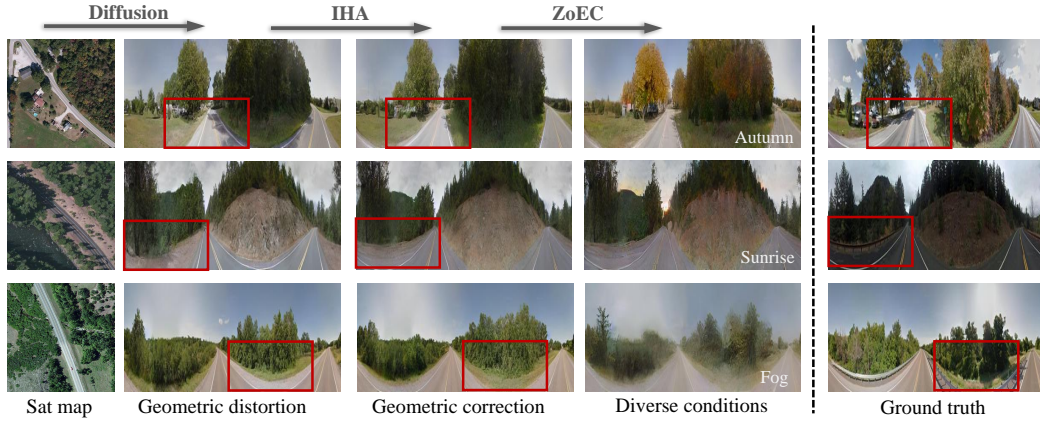 Diffusion
IHA
ZoEC
Autumn
Sunrise
Fog
Sat map
Geometric distortion
Geometric correction
Diverse conditions
Ground truth